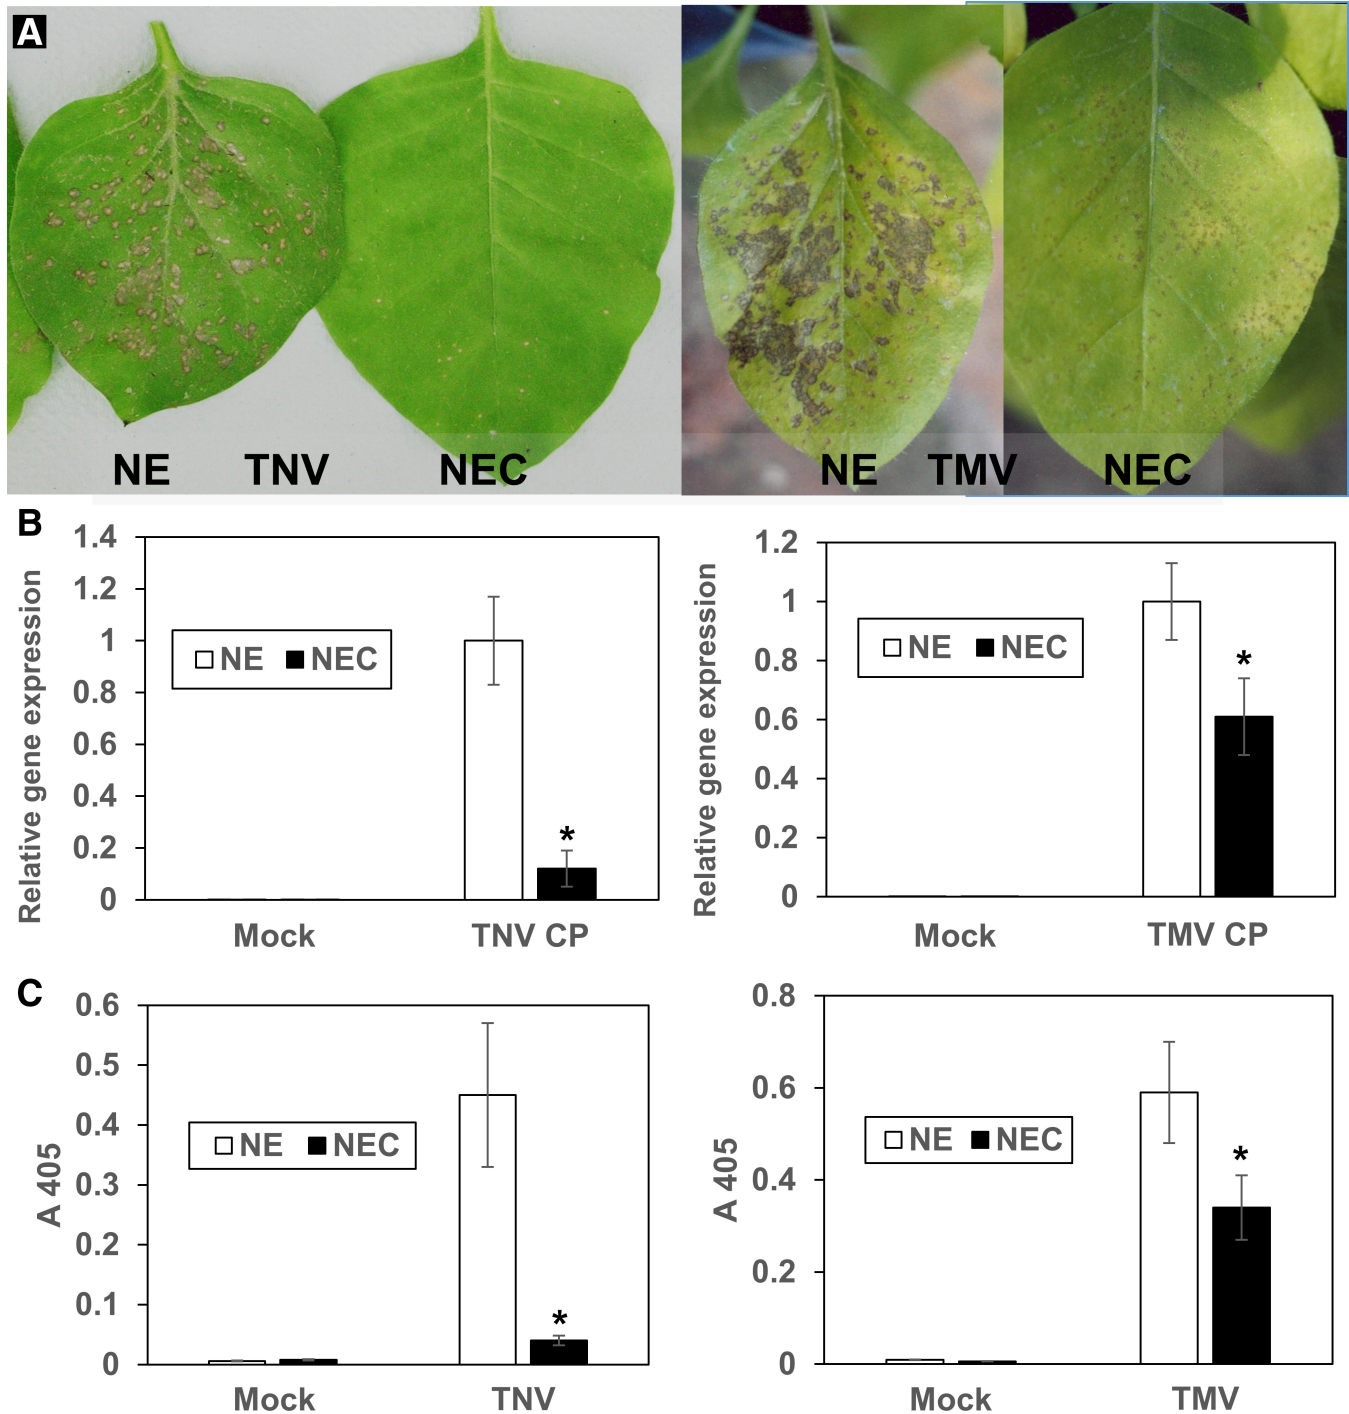 A
NE TNV NEC NE TMV NEC
B
Relative gene expression
1.4
1.2
1
0.8
0.6
0.4
0.2
0
NE NEC
*
Mock TNV CP
Relative gene expression
1.2
1
0.8
0.6
0.4
0.2
0
NE NEC
*
Mock TMV CP
C
A 405
0.6
0.5
0.4
0.3
0.2
0.1
0
NE NEC
*
Mock TNV
A 405
0.8
0.6
0.4
0.2
0
NE NEC
*
Mock TMV